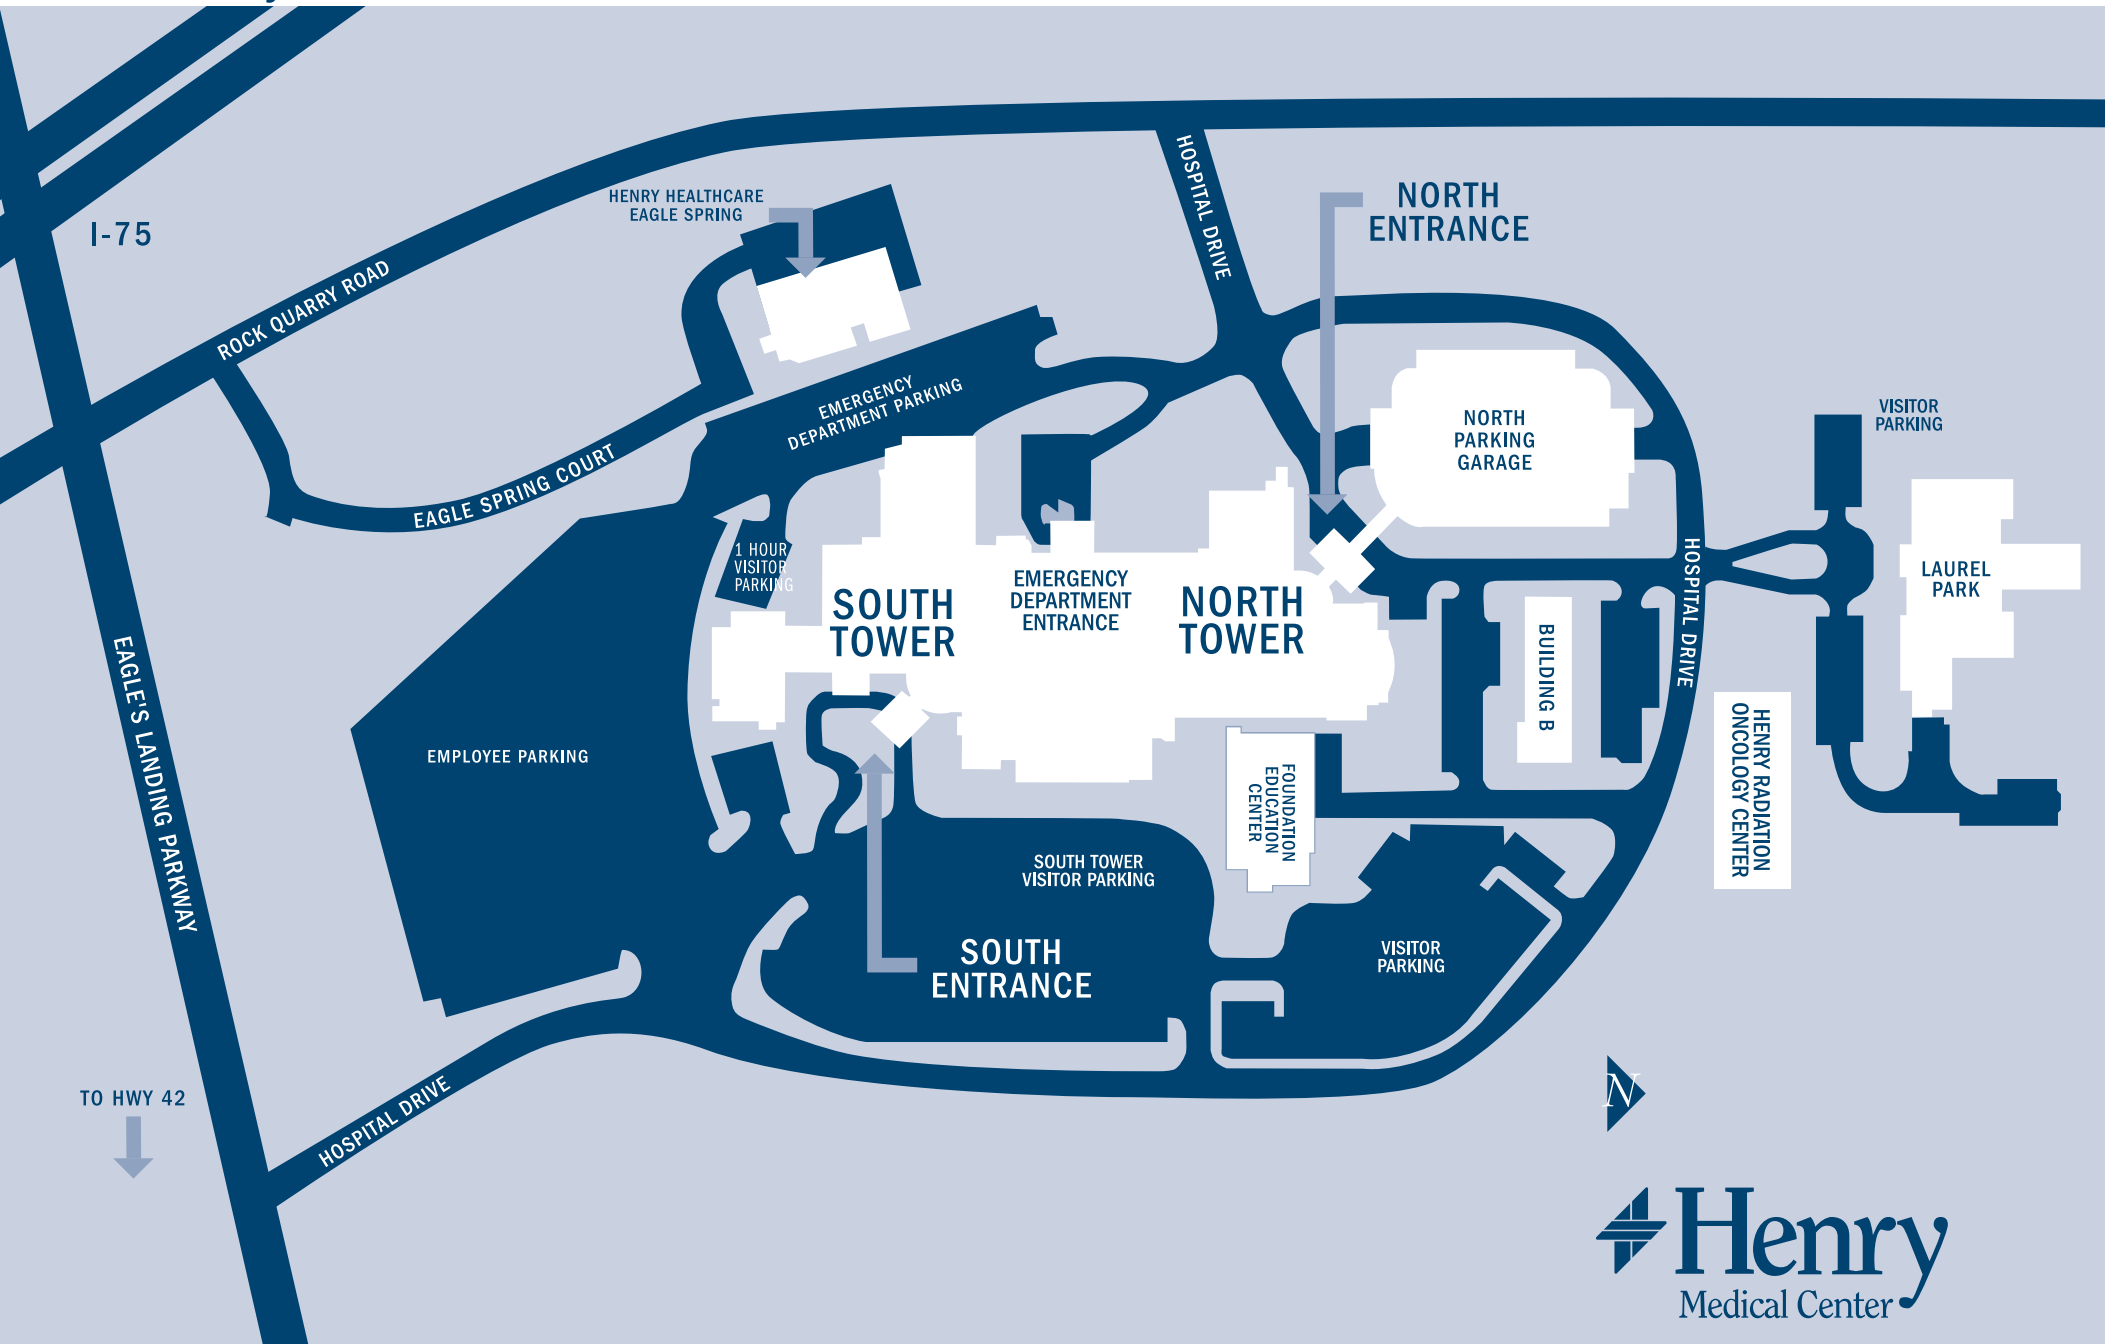 HENRY HEALTHCARE
EAGLE SPRING
HOSPITAL DRIVE
NORTH
ENTRANCE
I-75
ROCK QUARRY ROAD
EMERGENCY
DEPARTMENT PARKING
NORTH
PARKING
GARAGE
VISITOR
PARKING
EAGLE SPRING COURT
1 HOUR
VISITOR
PARKING
SOUTH
TOWER
EMERGENCY
DEPARTMENT
ENTRANCE
NORTH
TOWER
HOSPITAL DRIVE
LAUREL
PARK
BUILDING B
EAGLE'S LANDING PARKWAY
EMPLOYEE PARKING
HENRY RADIATION
ONCOLOGY CENTER
FOUNDATION
EDUCATION
CENTER
SOUTH TOWER
VISITOR PARKING
SOUTH
ENTRANCE
VISITOR
PARKING
TO HWY 42
HOSPITAL DRIVE
N
Henry
Medical Center